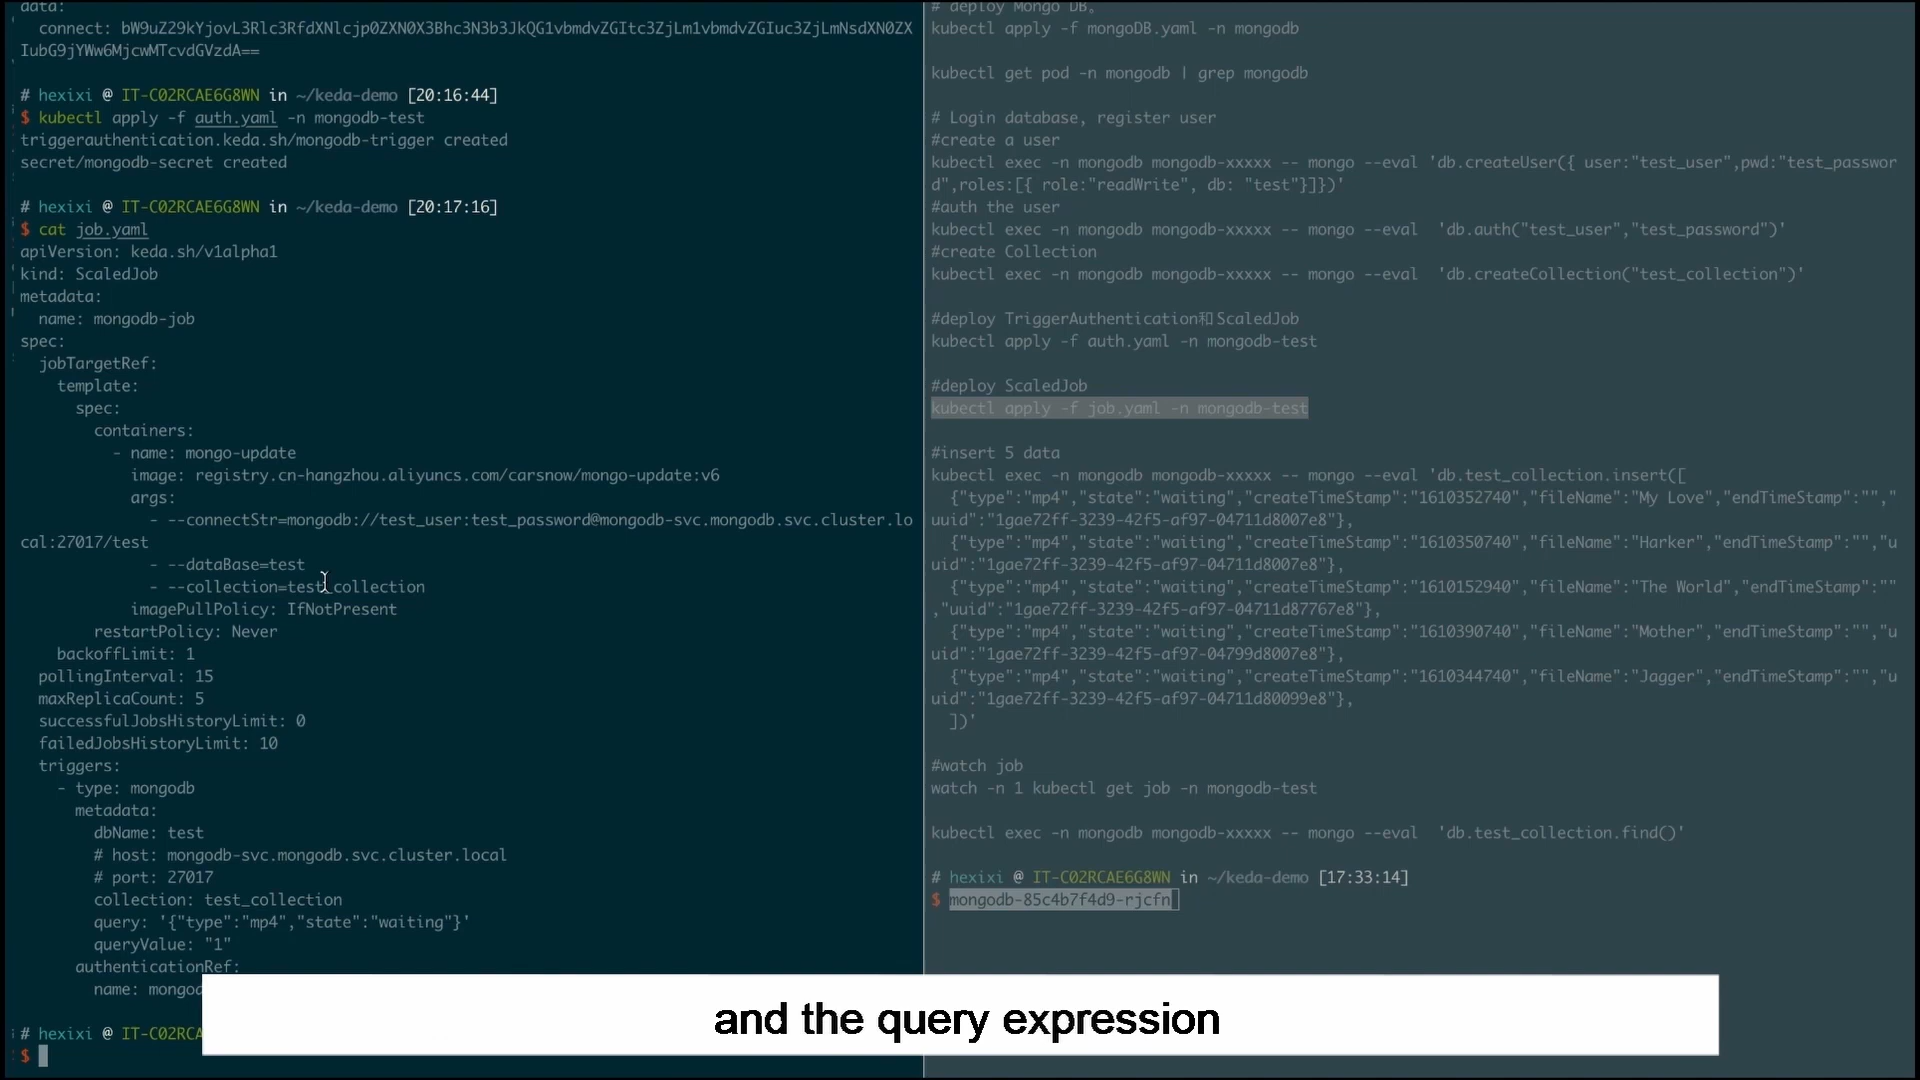 data:
  connect: bW9uZ29kYjovL3Rlc3RfdXNlcjp0ZXN0X3Bhc3N3b3JkQG1vbmdvZGItc3ZjLm1vbmdvZGIuc3ZjLmNsdXN0ZX
IubG9jYWw6MjcwMTcvdGVzdA==
# hexixi @ IT-C02RCAE6G8WN in ~/keda-demo [20:16:44]
$ kubectl apply -f auth.yaml -n mongodb-test
triggerauthentication.keda.sh/mongodb-trigger created
secret/mongodb-secret created
# hexixi @ IT-C02RCAE6G8WN in ~/keda-demo [20:17:16]
$ cat job.yaml
apiVersion: keda.sh/v1alpha1
kind: ScaledJob
metadata:
  name: mongodb-job
spec:
  jobTargetRef:
    template:
      spec:
        containers:
          - name: mongo-update
            image: registry.cn-hangzhou.aliyuncs.com/carsnow/mongo-update:v6
            args:
              - --connectStr=mongodb://test_user:test_password@mongodb-svc.mongodb.svc.cluster.lo
cal:27017/test
              - --dataBase=test
              - --collection=test_collection
            imagePullPolicy: IfNotPresent
        restartPolicy: Never
    backoffLimit: 1
  pollingInterval: 15
  maxReplicaCount: 5
  successfulJobsHistoryLimit: 0
  failedJobsHistoryLimit: 10
  triggers:
    - type: mongodb
      metadata:
        dbName: test
        # host: mongodb-svc.mongodb.svc.cluster.local
        # port: 27017
        collection: test_collection
        query: '{"type":"mp4","state":"waiting"}'
        queryValue: "1"
      authenticationRef:
        name: mongo
# hexixi @ IT-C02RCA
$
# deploy Mongo DB。
kubectl apply -f mongoDB.yaml -n mongodb
kubectl get pod -n mongodb | grep mongodb
# Login database, register user
#create a user
kubectl exec -n mongodb mongodb-xxxxx -- mongo --eval 'db.createUser({ user:"test_user",pwd:"test_passwor
d",roles:[{ role:"readWrite", db: "test"}]})'
#auth the user
kubectl exec -n mongodb mongodb-xxxxx -- mongo --eval  'db.auth("test_user","test_password")'
#create Collection
kubectl exec -n mongodb mongodb-xxxxx -- mongo --eval  'db.createCollection("test_collection")'
#deploy TriggerAuthentication和ScaledJob
kubectl apply -f auth.yaml -n mongodb-test
#deploy ScaledJob
kubectl apply -f job.yaml -n mongodb-test
#insert 5 data
kubectl exec -n mongodb mongodb-xxxxx -- mongo --eval 'db.test_collection.insert([
  {"type":"mp4","state":"waiting","createTimeStamp":"1610352740","fileName":"My Love","endTimeStamp":"","
uuid":"1gae72ff-3239-42f5-af97-04711d8007e8"},
  {"type":"mp4","state":"waiting","createTimeStamp":"1610350740","fileName":"Harker","endTimeStamp":"","u
uid":"1gae72ff-3239-42f5-af97-04711d8007e8"},
  {"type":"mp4","state":"waiting","createTimeStamp":"1610152940","fileName":"The World","endTimeStamp":""
,"uuid":"1gae72ff-3239-42f5-af97-04711d87767e8"},
  {"type":"mp4","state":"waiting","createTimeStamp":"1610390740","fileName":"Mother","endTimeStamp":"","u
uid":"1gae72ff-3239-42f5-af97-04799d8007e8"},
  {"type":"mp4","state":"waiting","createTimeStamp":"1610344740","fileName":"Jagger","endTimeStamp":"","u
uid":"1gae72ff-3239-42f5-af97-04711d80099e8"},
  ])'
#watch job
watch -n 1 kubectl get job -n mongodb-test
kubectl exec -n mongodb mongodb-xxxxx -- mongo --eval  'db.test_collection.find()'
# hexixi @ IT-C02RCAE6G8WN in ~/keda-demo [17:33:14]
$ mongodb-85c4b7f4d9-rjcfn
and the query expression